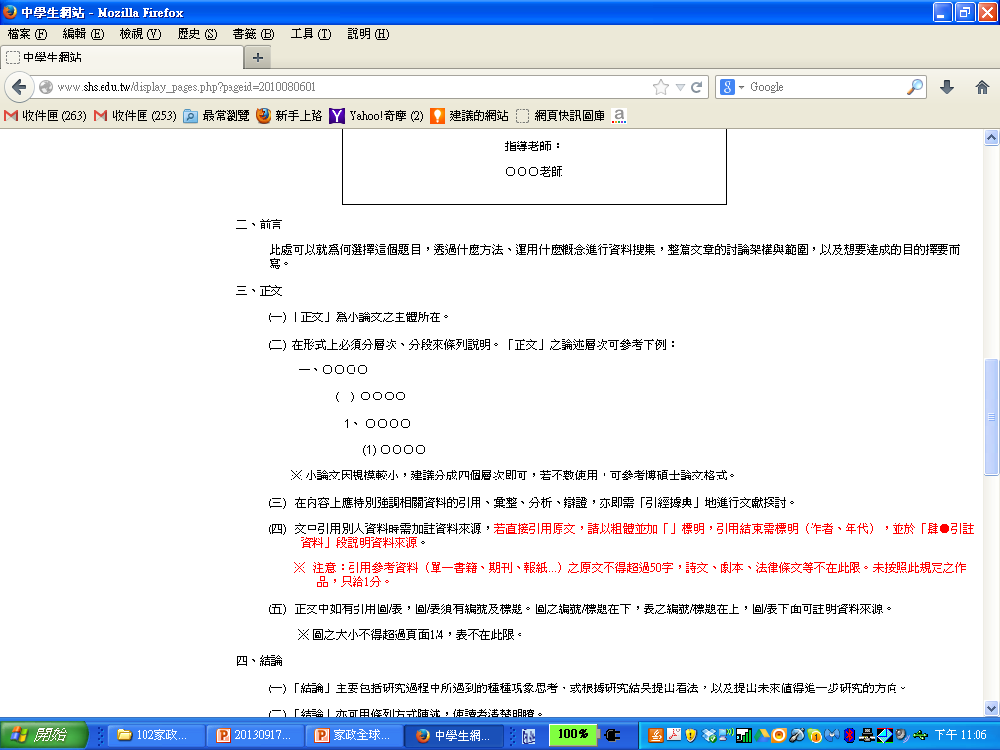 中學生網站 - Mozilla Firefox
檔案 (F) 編輯 (E) 檢視 (V) 歷史 (S) 書籤 (B) 工具 (T) 說明 (H)
中學生網站
www.shs.edu.tw/display_pages.php?pageid=2010080601 Google
收件匣 (263) 收件匣 (253) 最常瀏覽 新手上路 Yahoo!奇摩 (2) 建議的網站 網頁快訊圖庫
指導老師：
○○○老師
二、前言
此處可以就為何選擇這個題目，透過什麼方法、運用什麼概念進行資料搜集，整篇文章的討論架構與範圍，以及想要達成的目的擇要而
寫。
三、正文
(一)「正文」為小論文之主體所在。
(二) 在形式上必須分層次、分段來條列說明。「正文」之論述層次可參考下例：
一、○○○○
(一) ○○○○
1、 ○○○○
(1) ○○○○
※ 小論文因規模較小，建議分成四個層次即可，若不敷使用，可參考博碩士論文格式。
(三) 在內容上應特別強調相關資料的引用、彙整、分析、辯證，亦即需「引經據典」地進行文獻探討。
(四) 文中引用別人資料時需加註資料來源，若直接引用原文，請以粗體並加「」標明，引用結束需標明（作者、年代），並於「肆●引註
資料」段說明資料來源。
※ 注意：引用參考資料（單一書籍、期刊、報紙...）之原文不得超過50字，詩文、劇本、法律條文等不在此限。未按照此規定之作
品，只給1分。
(五) 正文中如有引用圖/表，圖/表須有編號及標題。圖之編號/標題在下，表之編號/標題在上，圖/表下面可註明資料來源。
※ 圖之大小不得超過頁面1/4，表不在此限。
四、結論
(一)「結論」主要包括研究過程中所遇到的種種現象思考、或根據研究結果提出看法，以及提出未來值得進一步研究的方向。
(二)「結論」亦可用條列方式陳述，使讀者清楚明瞭。
開始 102家政... 20130917... 家政全球... 中學生網... 100% 下午 11:06